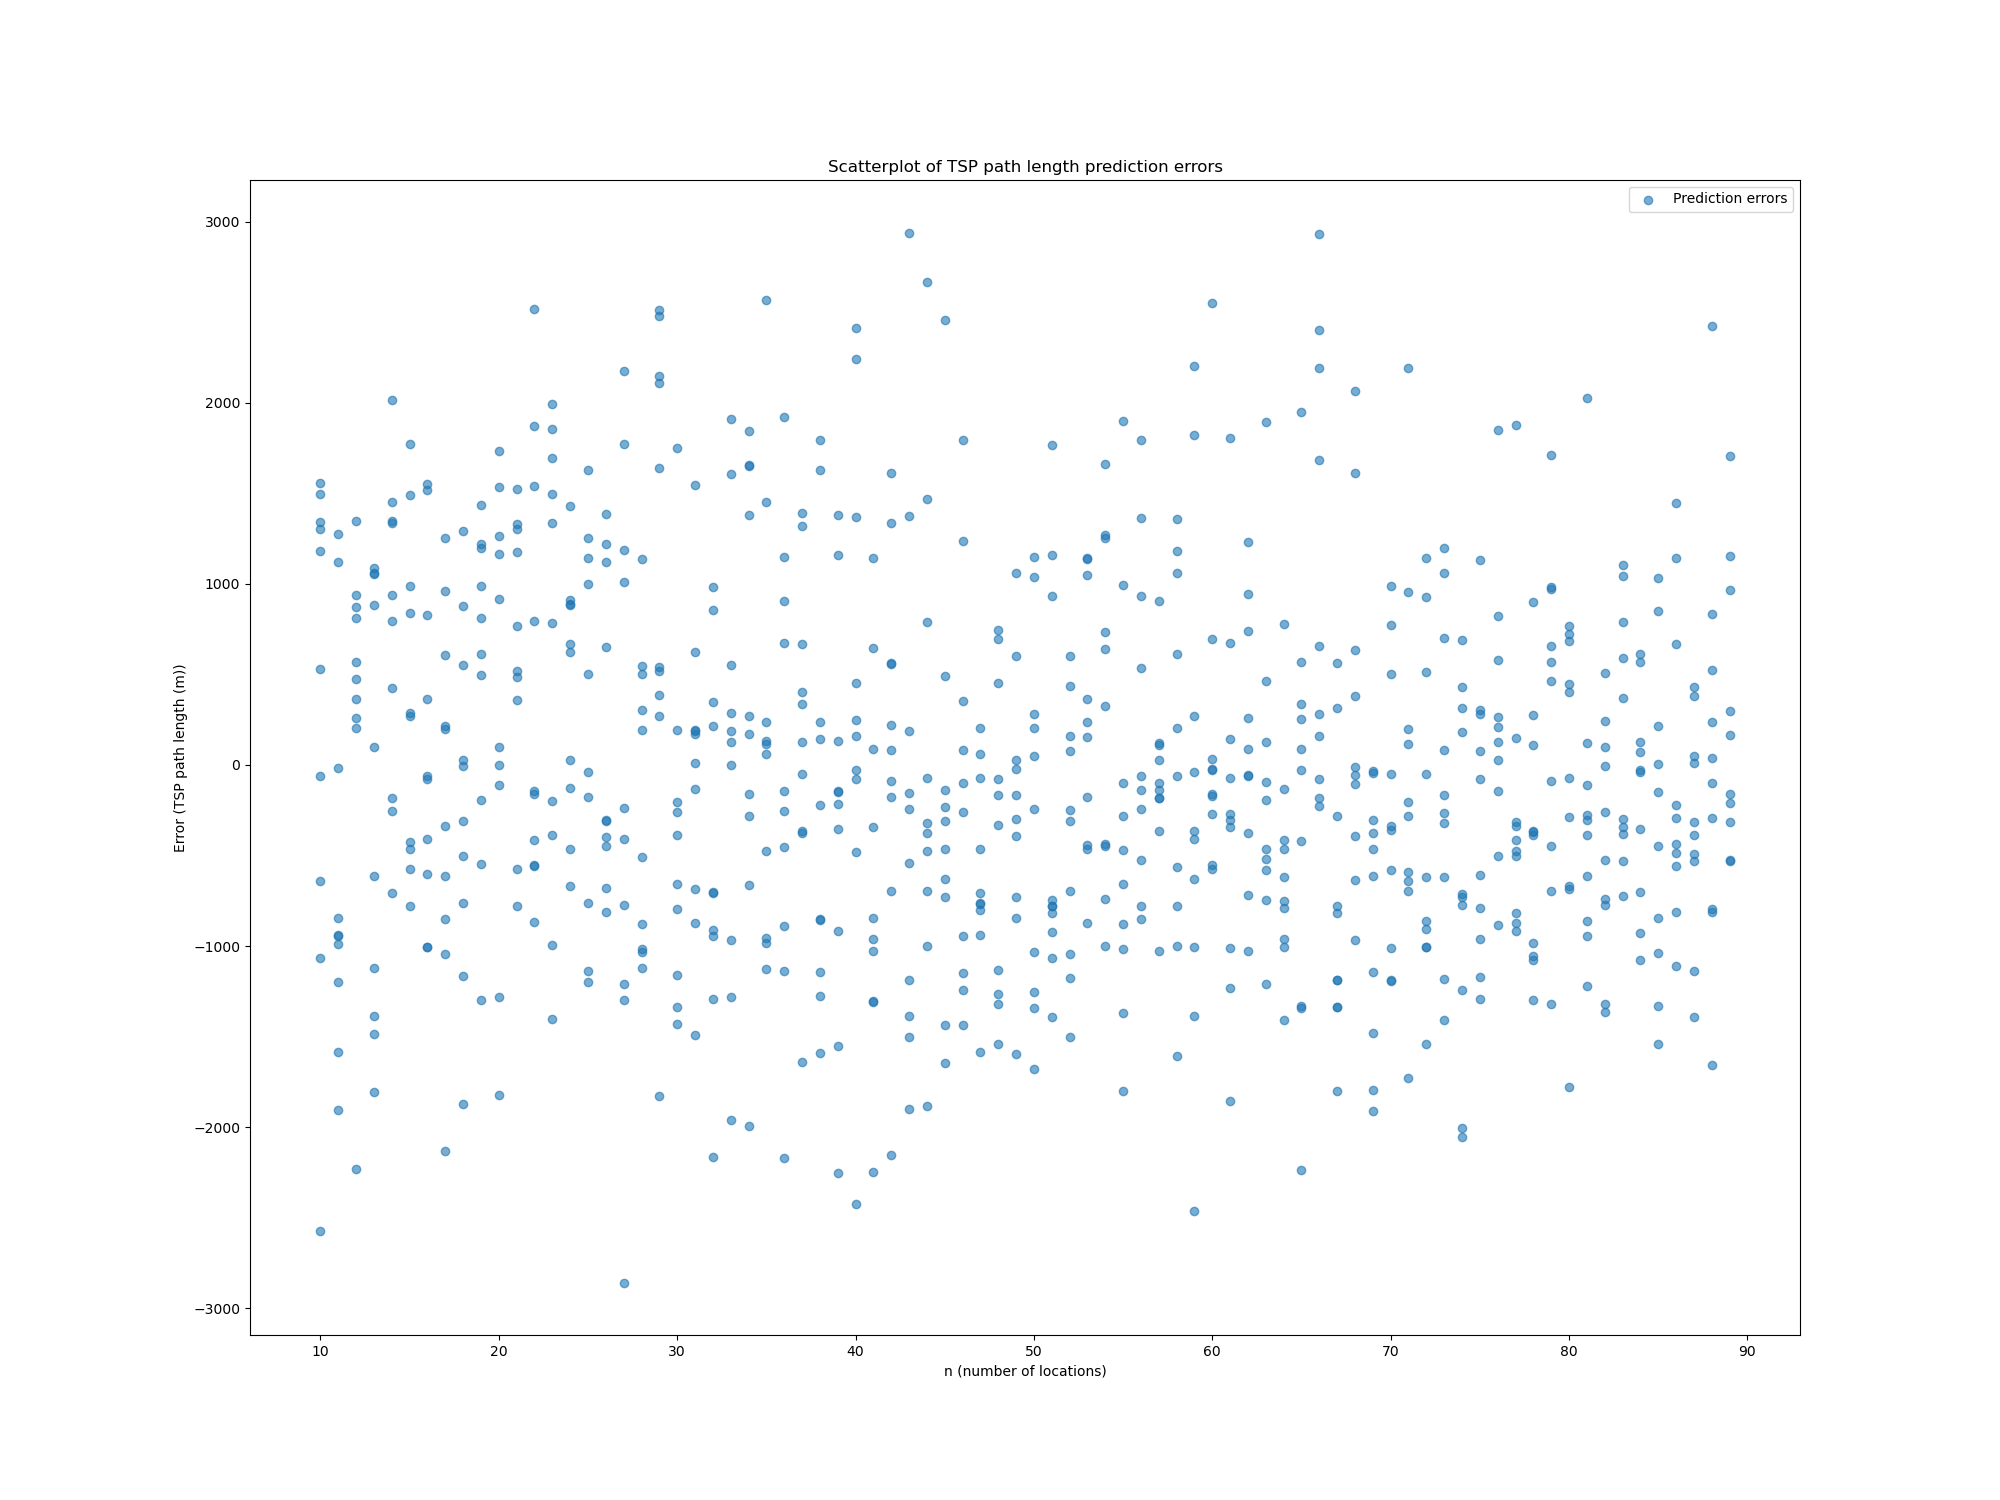 Scatterplot of TSP path length prediction errors
Prediction errors
3000
2000
1000
0
−1000
−2000
−3000
Error (TSP path length (m))
10 20 30 40 50 60 70 80 90
n (number of locations)